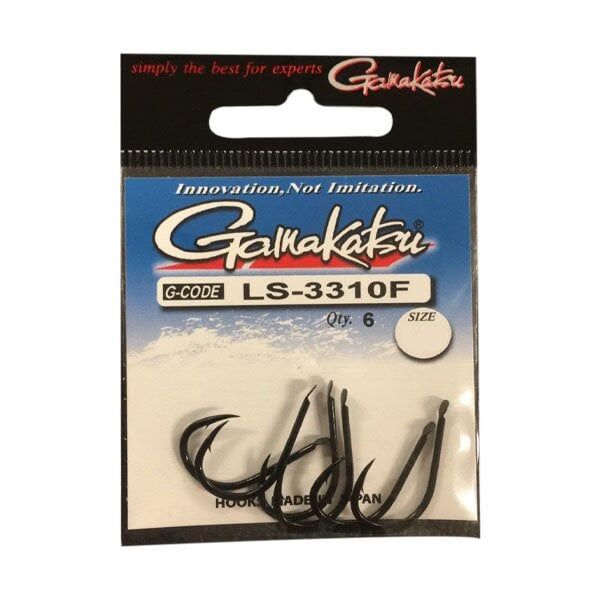 simply the best for experts Gamakatsu
Innovation, Not Imitation.
Gamakatsu®
G-CODE LS-3310F
Qty. 6 SIZE
HOOKS MADE IN JAPAN